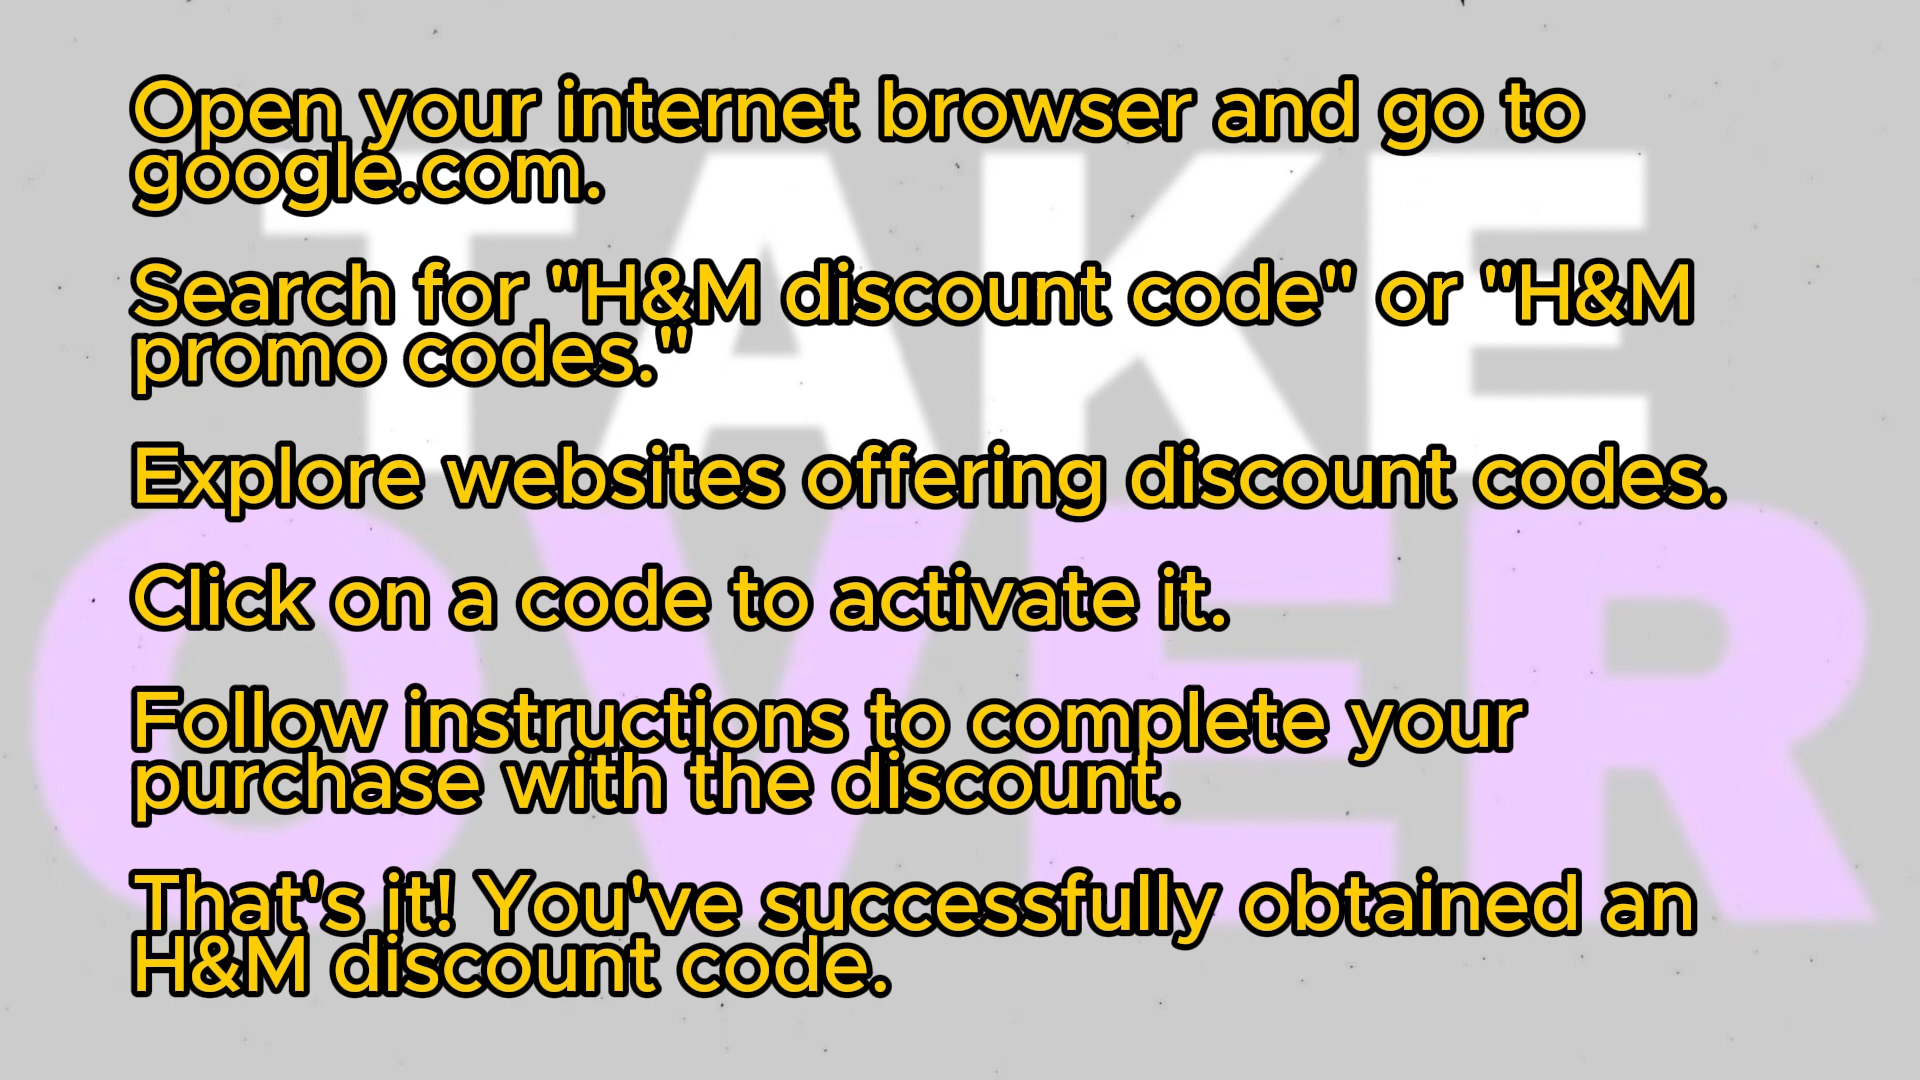 Open your internet browser and go to
google.com.
Search for "H&M discount code" or "H&M
promo codes."
Explore websites offering discount codes.
Click on a code to activate it.
Follow instructions to complete your
purchase with the discount.
That's it! You've successfully obtained an
H&M discount code.
TAKE
OVER